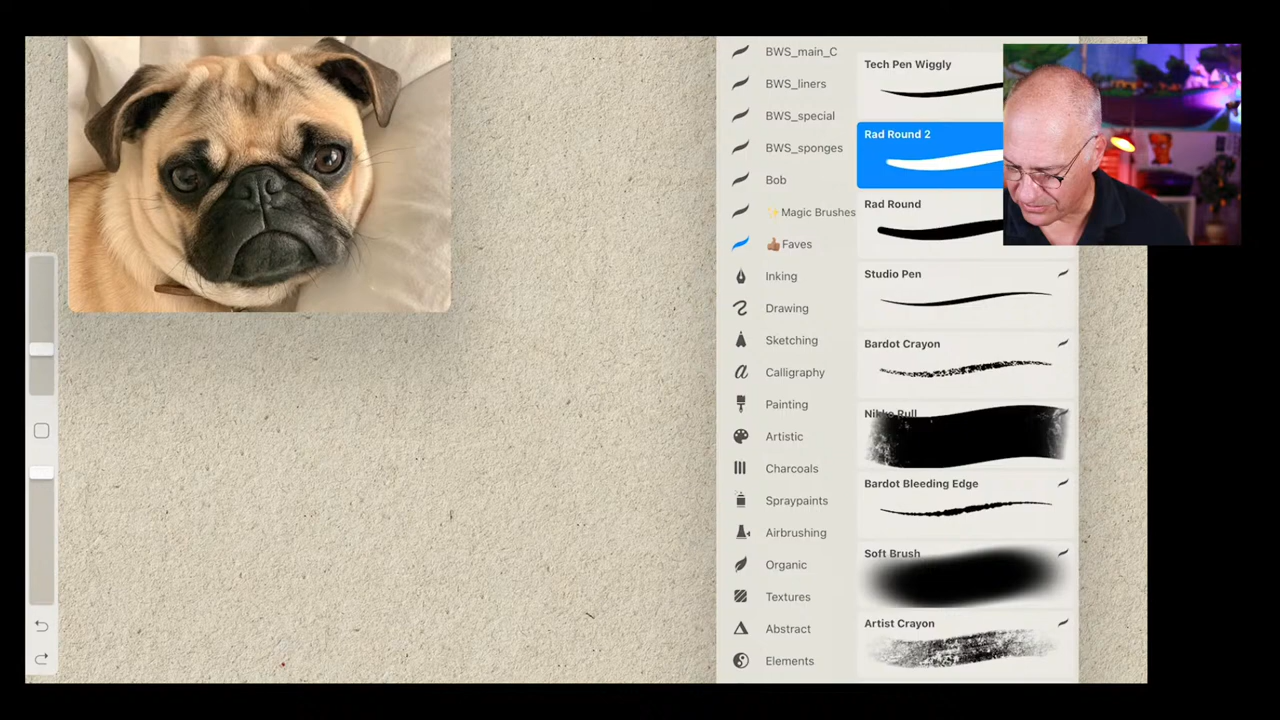 BWS_main_C
BWS_liners
BWS_special
BWS_sponges
Bob
✨Magic Brushes
👍🏽Faves
Inking
Drawing
Sketching
Calligraphy
Painting
Artistic
Charcoals
Spraypaints
Airbrushing
Organic
Textures
Abstract
Elements
Tech Pen Wiggly
Rad Round 2
Rad Round
Studio Pen
Bardot Crayon
Nikko Rull
Bardot Bleeding Edge
Soft Brush
Artist Crayon